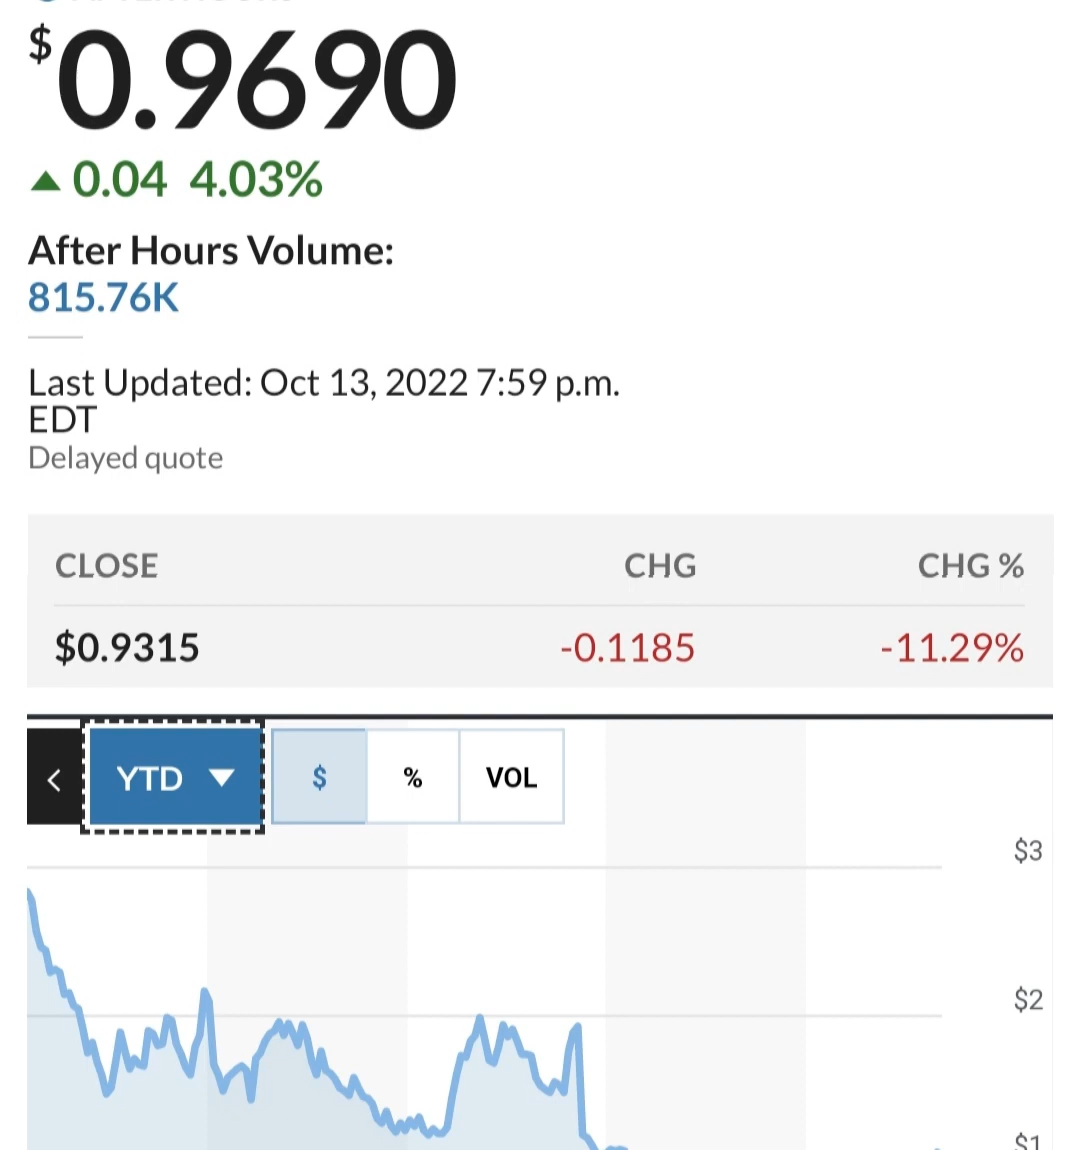 $0.9690
▲ 0.04 4.03%
After Hours Volume:
815.76K
Last Updated: Oct 13, 2022 7:59 p.m.
EDT
Delayed quote
CLOSE CHG CHG %
$0.9315 -0.1185 -11.29%
YTD ▼ $ % VOL
$3
$2
$1